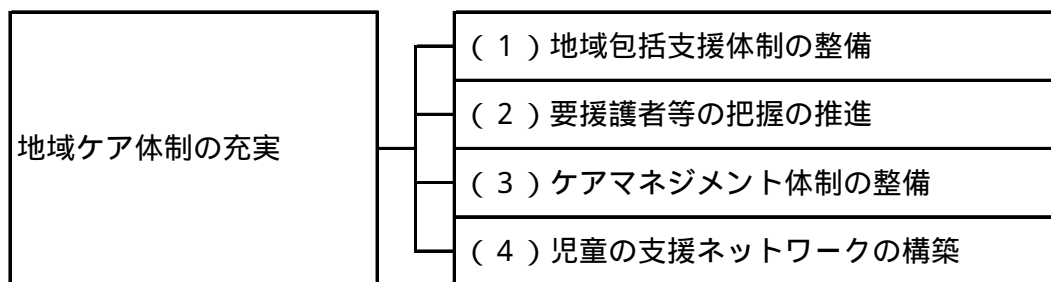 地域ケア体制の充実
（１）地域包括支援体制の整備
（２）要援護者等の把握の推進
（３）ケアマネジメント体制の整備
（４）児童の支援ネットワークの構築